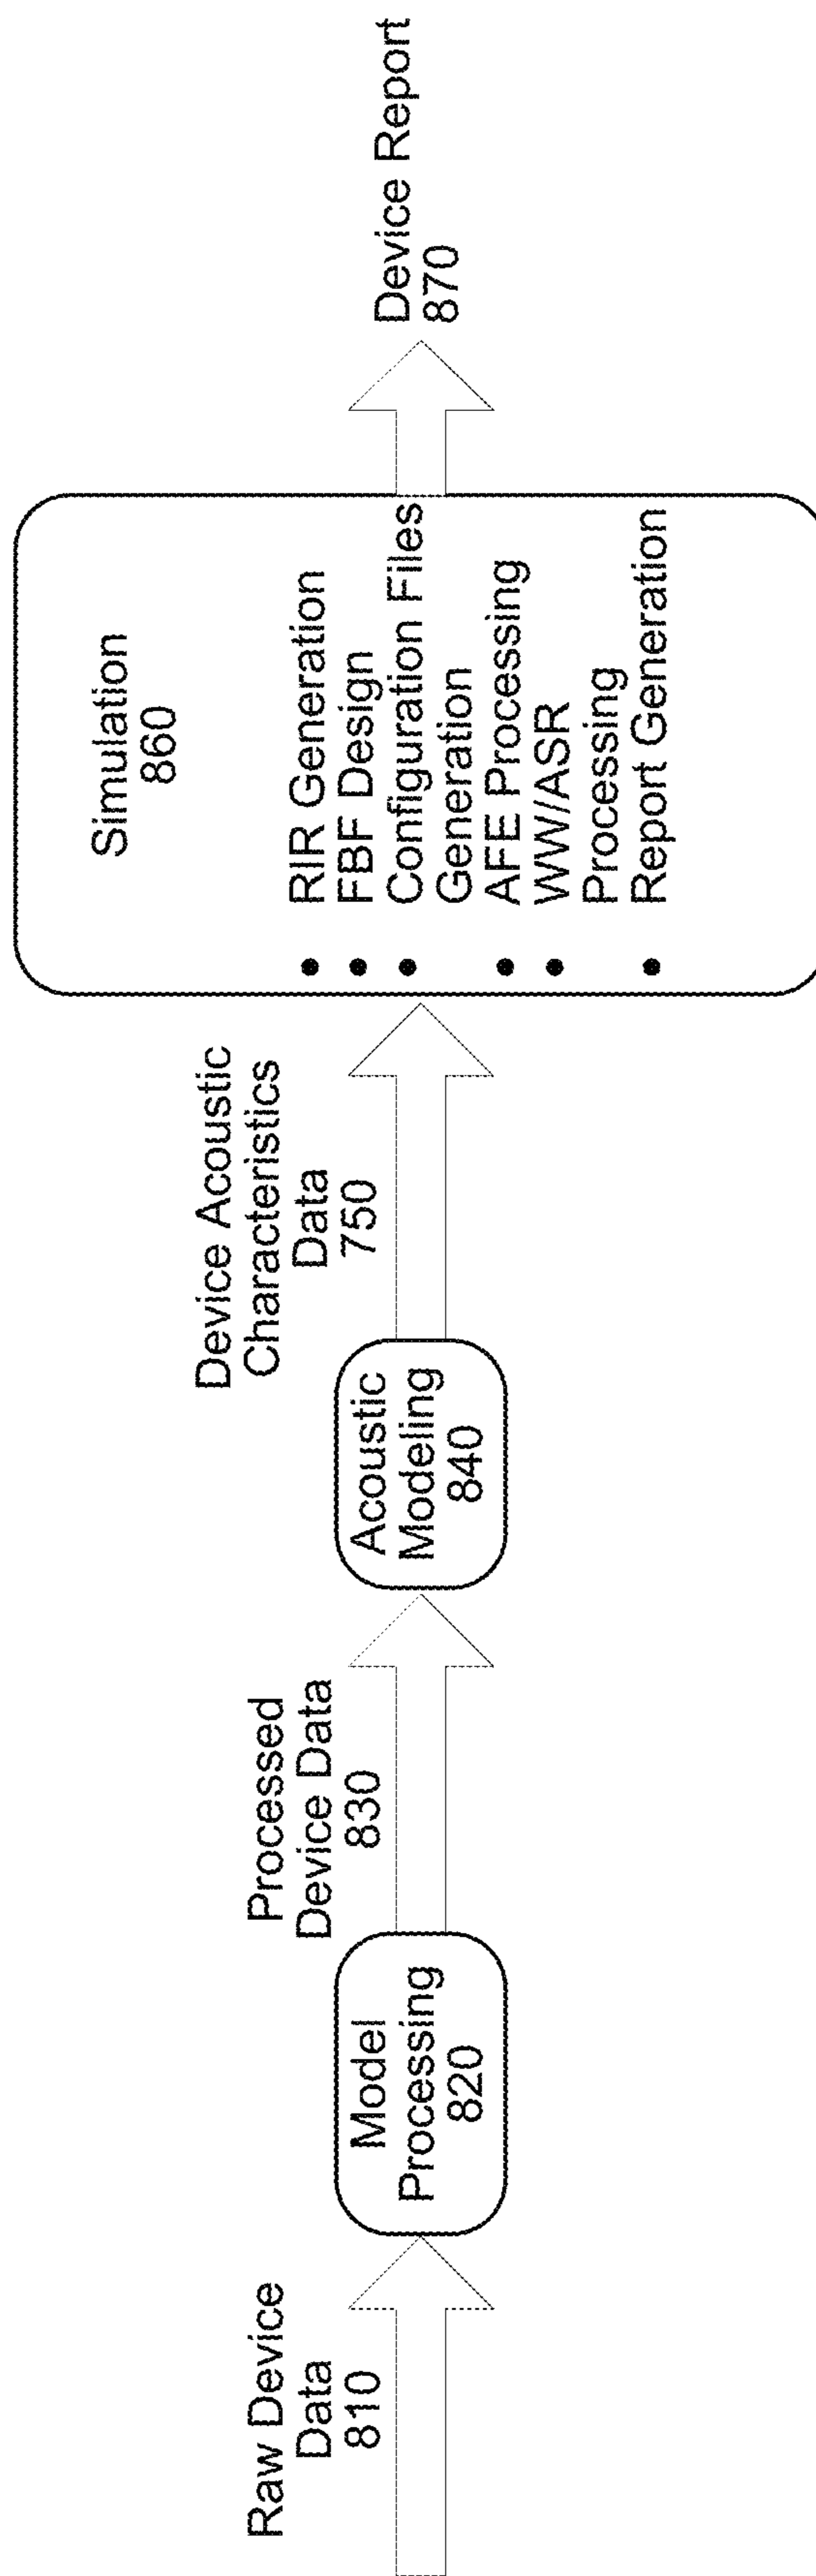 Raw Device
Data
810
Model
Processing
820
Processed
Device Data
830
Acoustic
Modeling
840
Device Acoustic
Characteristics
Data
750
Simulation
860
• RIR Generation
• FBF Design
• Configuration Files
Generation
• AFE Processing
• WW/ASR
Processing
• Report Generation
Device Report
870